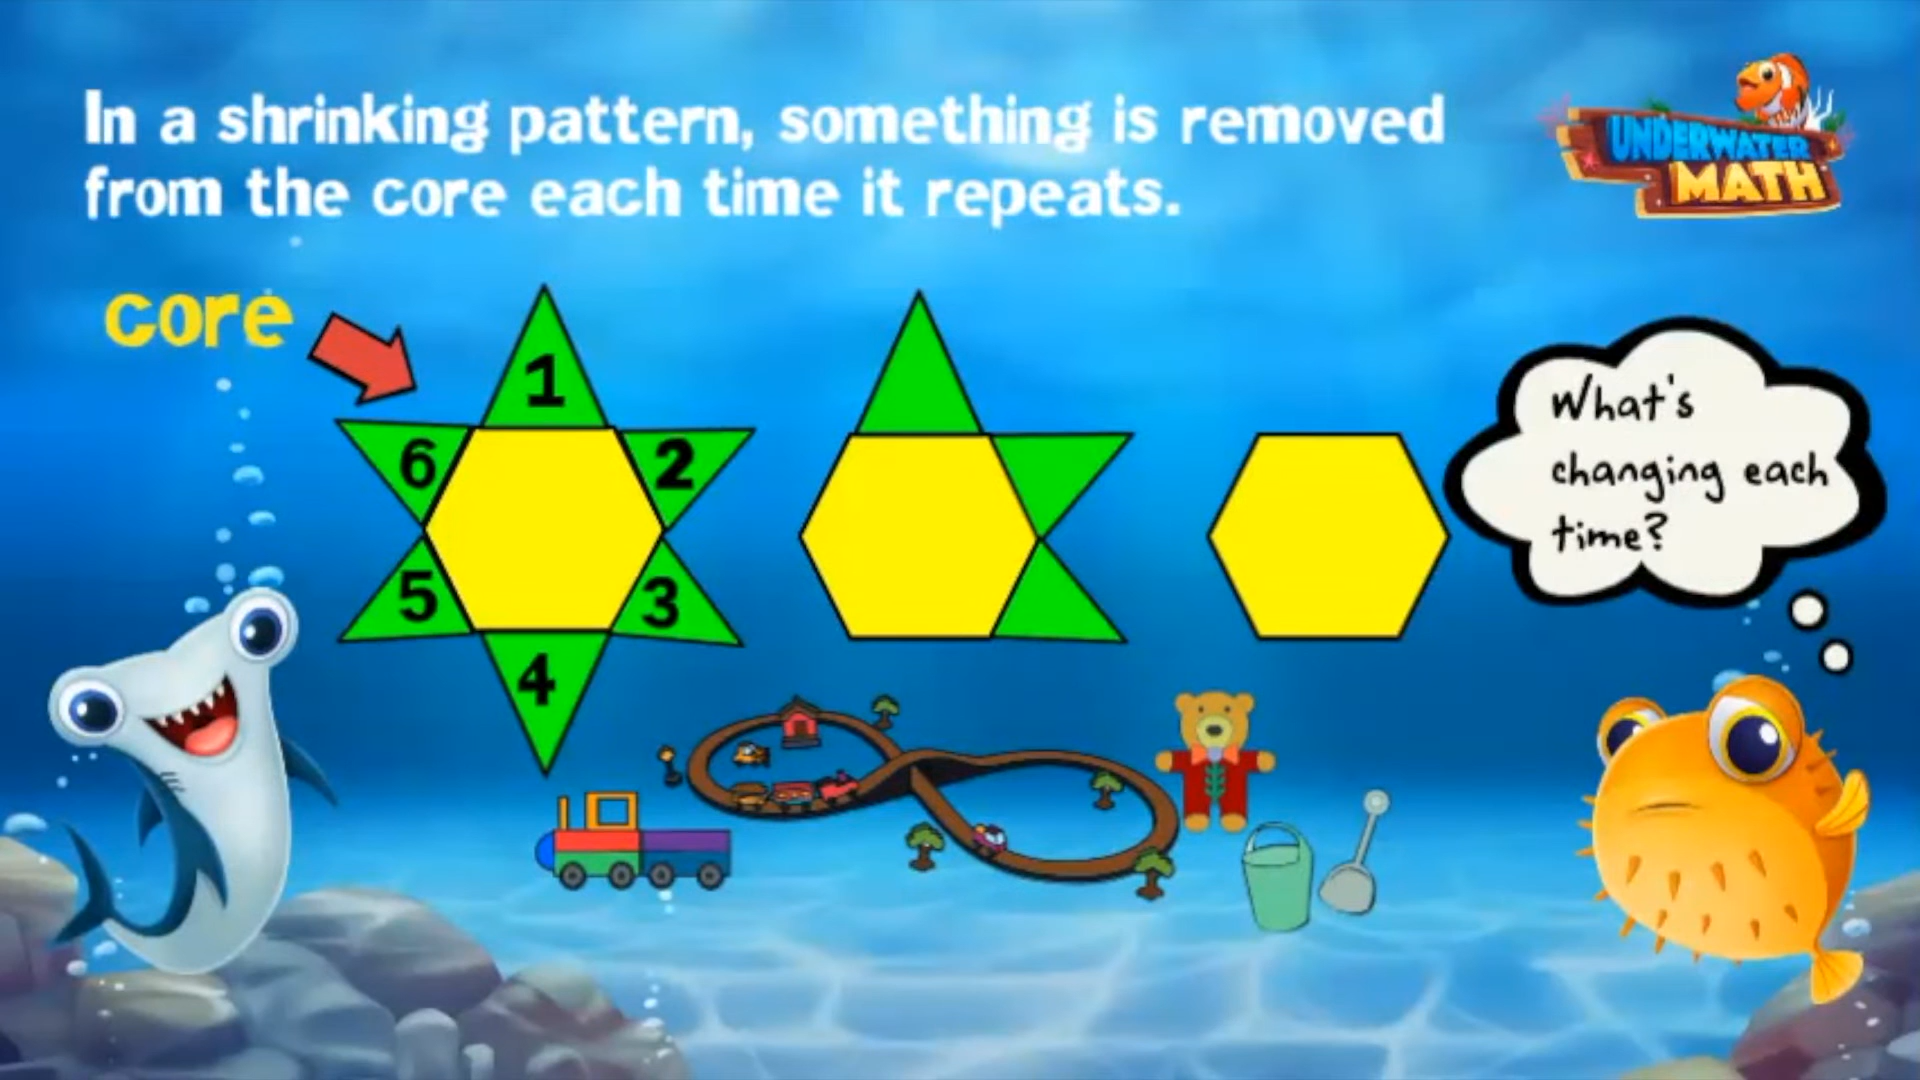 In a shrinking pattern, something is removed
from the core each time it repeats.
UNDERWATER
MATH
core
1
6
2
5
3
4
What's
changing each
time?